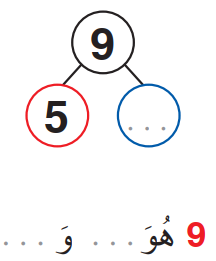 9
5 . . .
9 هُوَ . . . وَ . . .